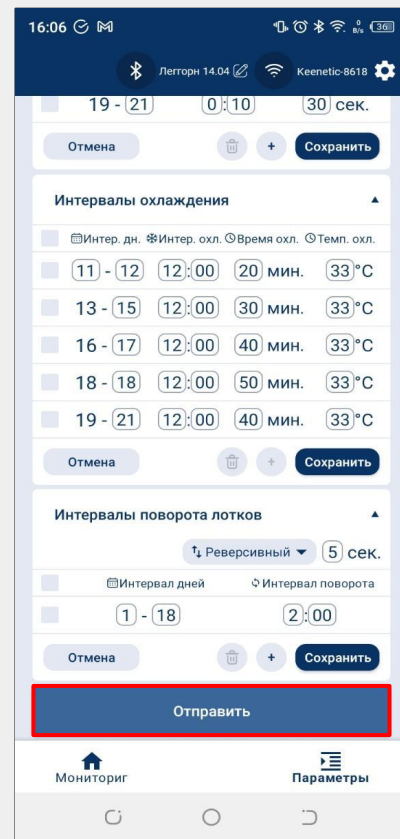 16:06 0 B/s 36
Леггорн 14.04 Keenetic-8618
19 - 21 0:10 30 сек.
Отмена + Сохранить
Интервалы охлаждения
Интер. дн. Интер. охл. Время охл. Темп. охл.
11 - 12 12:00 20 мин. 33°C
13 - 15 12:00 30 мин. 33°C
16 - 17 12:00 40 мин. 33°C
18 - 18 12:00 50 мин. 33°C
19 - 21 12:00 40 мин. 33°C
Отмена + Сохранить
Интервалы поворота лотков
Реверсивный 5 сек.
Интервал дней Интервал поворота
1 - 18 2:00
Отмена + Сохранить
Отправить
Мониториг Параметры